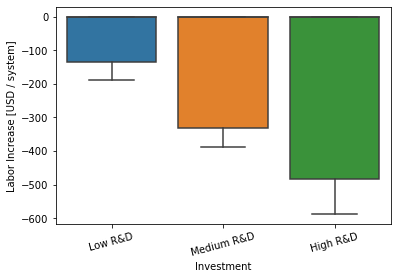 0
−100
−200
−300
−400
−500
−600
Labor Increase [USD / system]
Low R&D
Medium R&D
High R&D
Investment